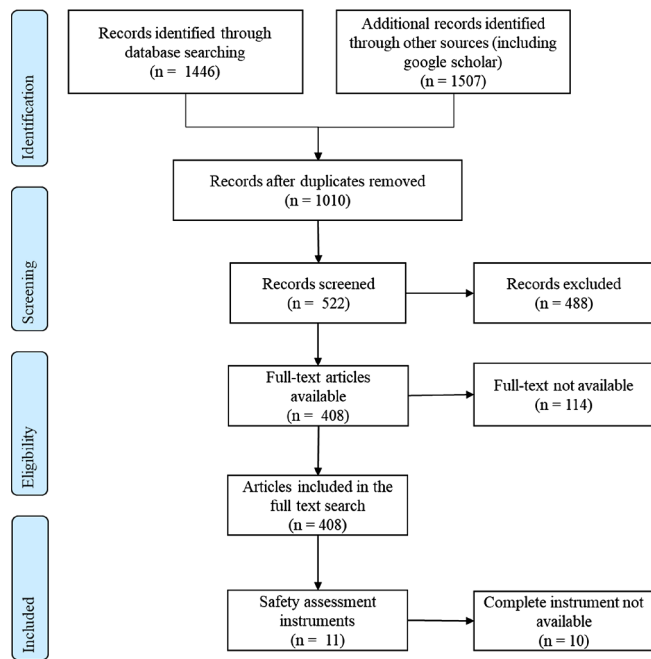 Identification
Records identified through
database searching
(n = 1446)
Additional records identified
through other sources (including
google scholar)
(n = 1507)
Records after duplicates removed
(n = 1010)
Screening
Records screened
(n = 522)
Records excluded
(n = 488)
Eligibility
Full-text articles
available
(n = 408)
Full-text not available
(n = 114)
Articles included in the
full text search
(n = 408)
Included
Safety assessment
instruments
(n = 11)
Complete instrument not
available
(n = 10)